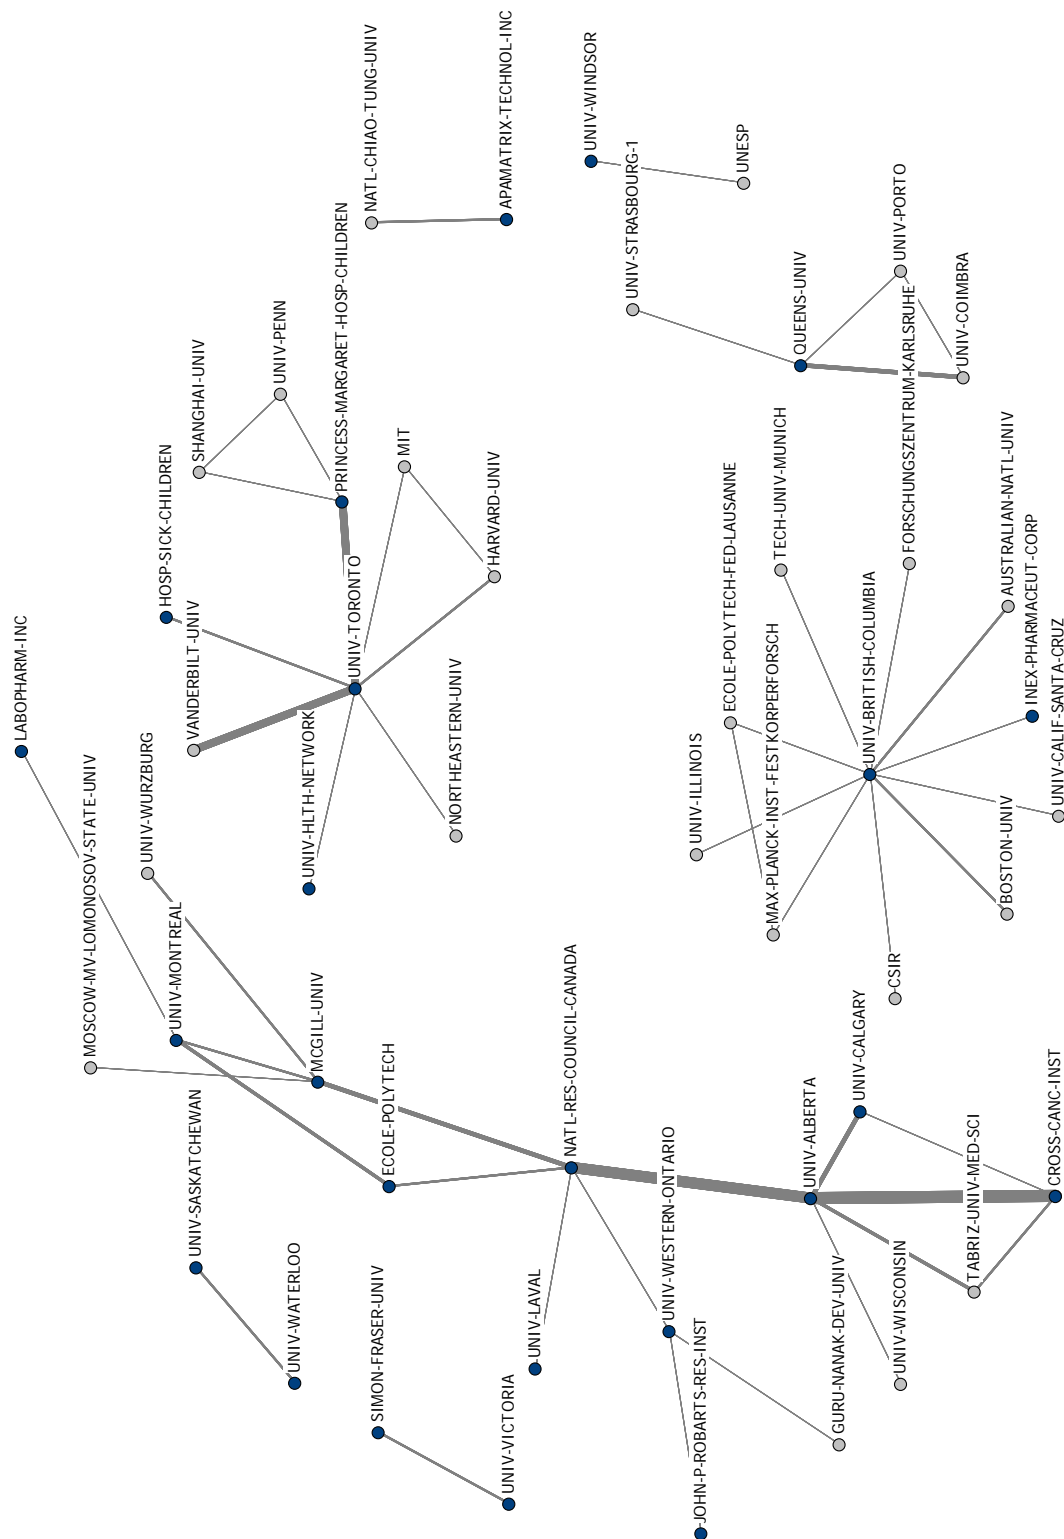 NATL-CHIAO-TUNG-UNIV
APAMATRIX-TECHNOL-INC
UNIV-WINDSOR
UNIV-STRASBOURG-1
UNESP
PRINCESS-MARGARET-HOSP-CHILDREN
UNIV-PORTO
QUEENS-UNIV
UNIV-COIMBRA
UNIV-PENN
SHANGHAI-UNIV
FORSCHUNGSZENTRUM-KARLSRUHE
HOSP-SICK-CHILDREN
MIT
HARVARD-UNIV
TECH-UNIV-MUNICH
AUSTRALIAN-NATL-UNIV
ECOLE-POLYTECH-FED-LAUSANNE
INEX-PHARMACEUT-CORP
UNIV-TORONTO
UNIV-BRITISH-COLUMBIA
VANDERBILT-UNIV
LABOPHARM-INC
UNIV-CALIF-SANTA-CRUZ
NORTHEASTERN-UNIV
UNIV-ILLINOIS
MAX-PLANCK-INST-FESTKORPERFORSCH
UNIV-HLTH-NETWORK
UNIV-WURZBURG
BOSTON-UNIV
MOSCOW-MV-LOMONOSOV-STATE-UNIV
CSIR
UNIV-MONTREAL
MCGILL-UNIV
NATL-RES-COUNCIL-CANADA
UNIV-CALGARY
CROSS-CANC-INST
ECOLE-POLYTECH
UNIV-ALBERTA
UNIV-SASKATCHEWAN
UNIV-WESTERN-ONTARIO
TABRIZ-UNIV-MED-SCI
UNIV-WATERLOO
UNIV-LAVAL
UNIV-WISCONSIN
SIMON-FRASER-UNIV
GURU-NANAK-DEV-UNIV
UNIV-VICTORIA
JOHN-P-ROBARTS-RES-INST